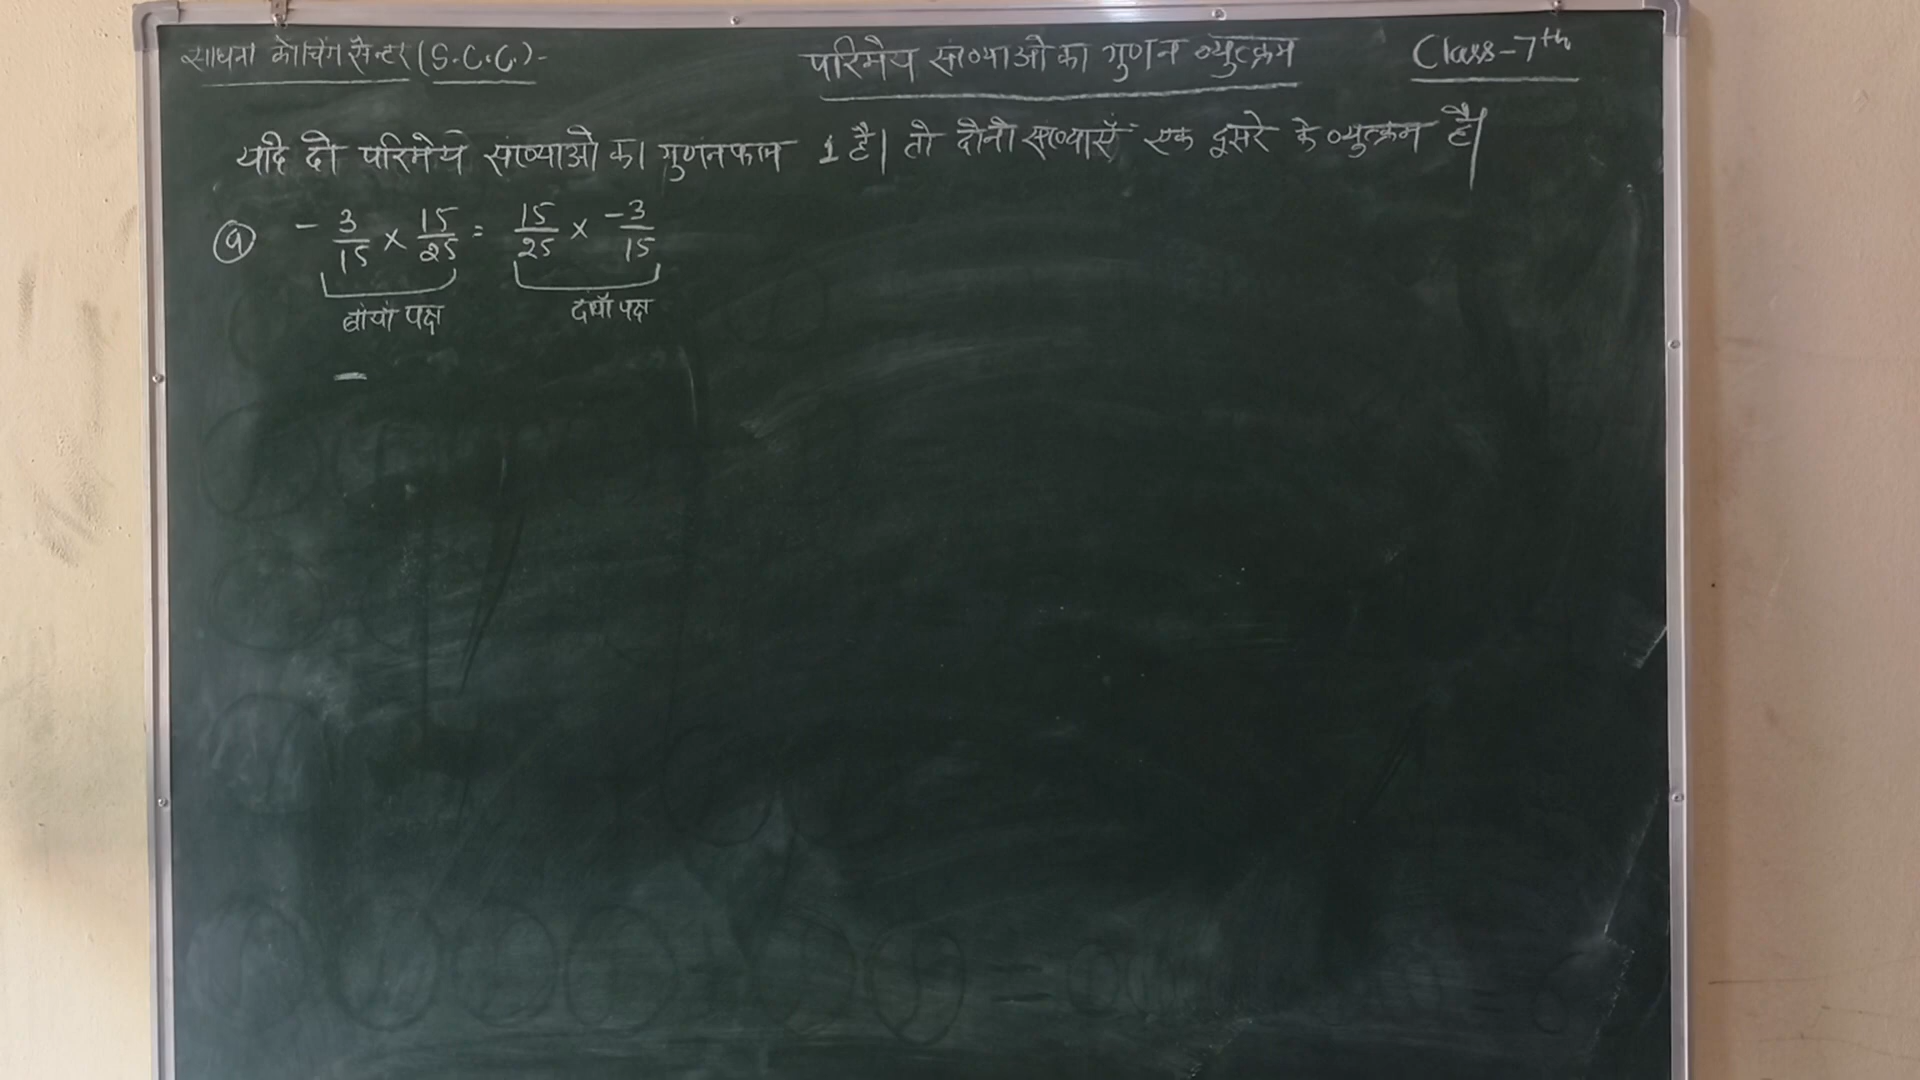 साधना कोचिंग सेन्टर (S.C.C.)-
परिमेय संख्याओ का गुणन व्युत्क्रम
Class-7th
यदि दो परिमेय संख्याओ का गुणनफल 1 है। तो दोनो संख्याएँ एक दूसरे के व्युत्क्रम है।
(9) - 3/15 × 15/25 = 15/25 × -3/15
बांया पक्ष दांया पक्ष
-